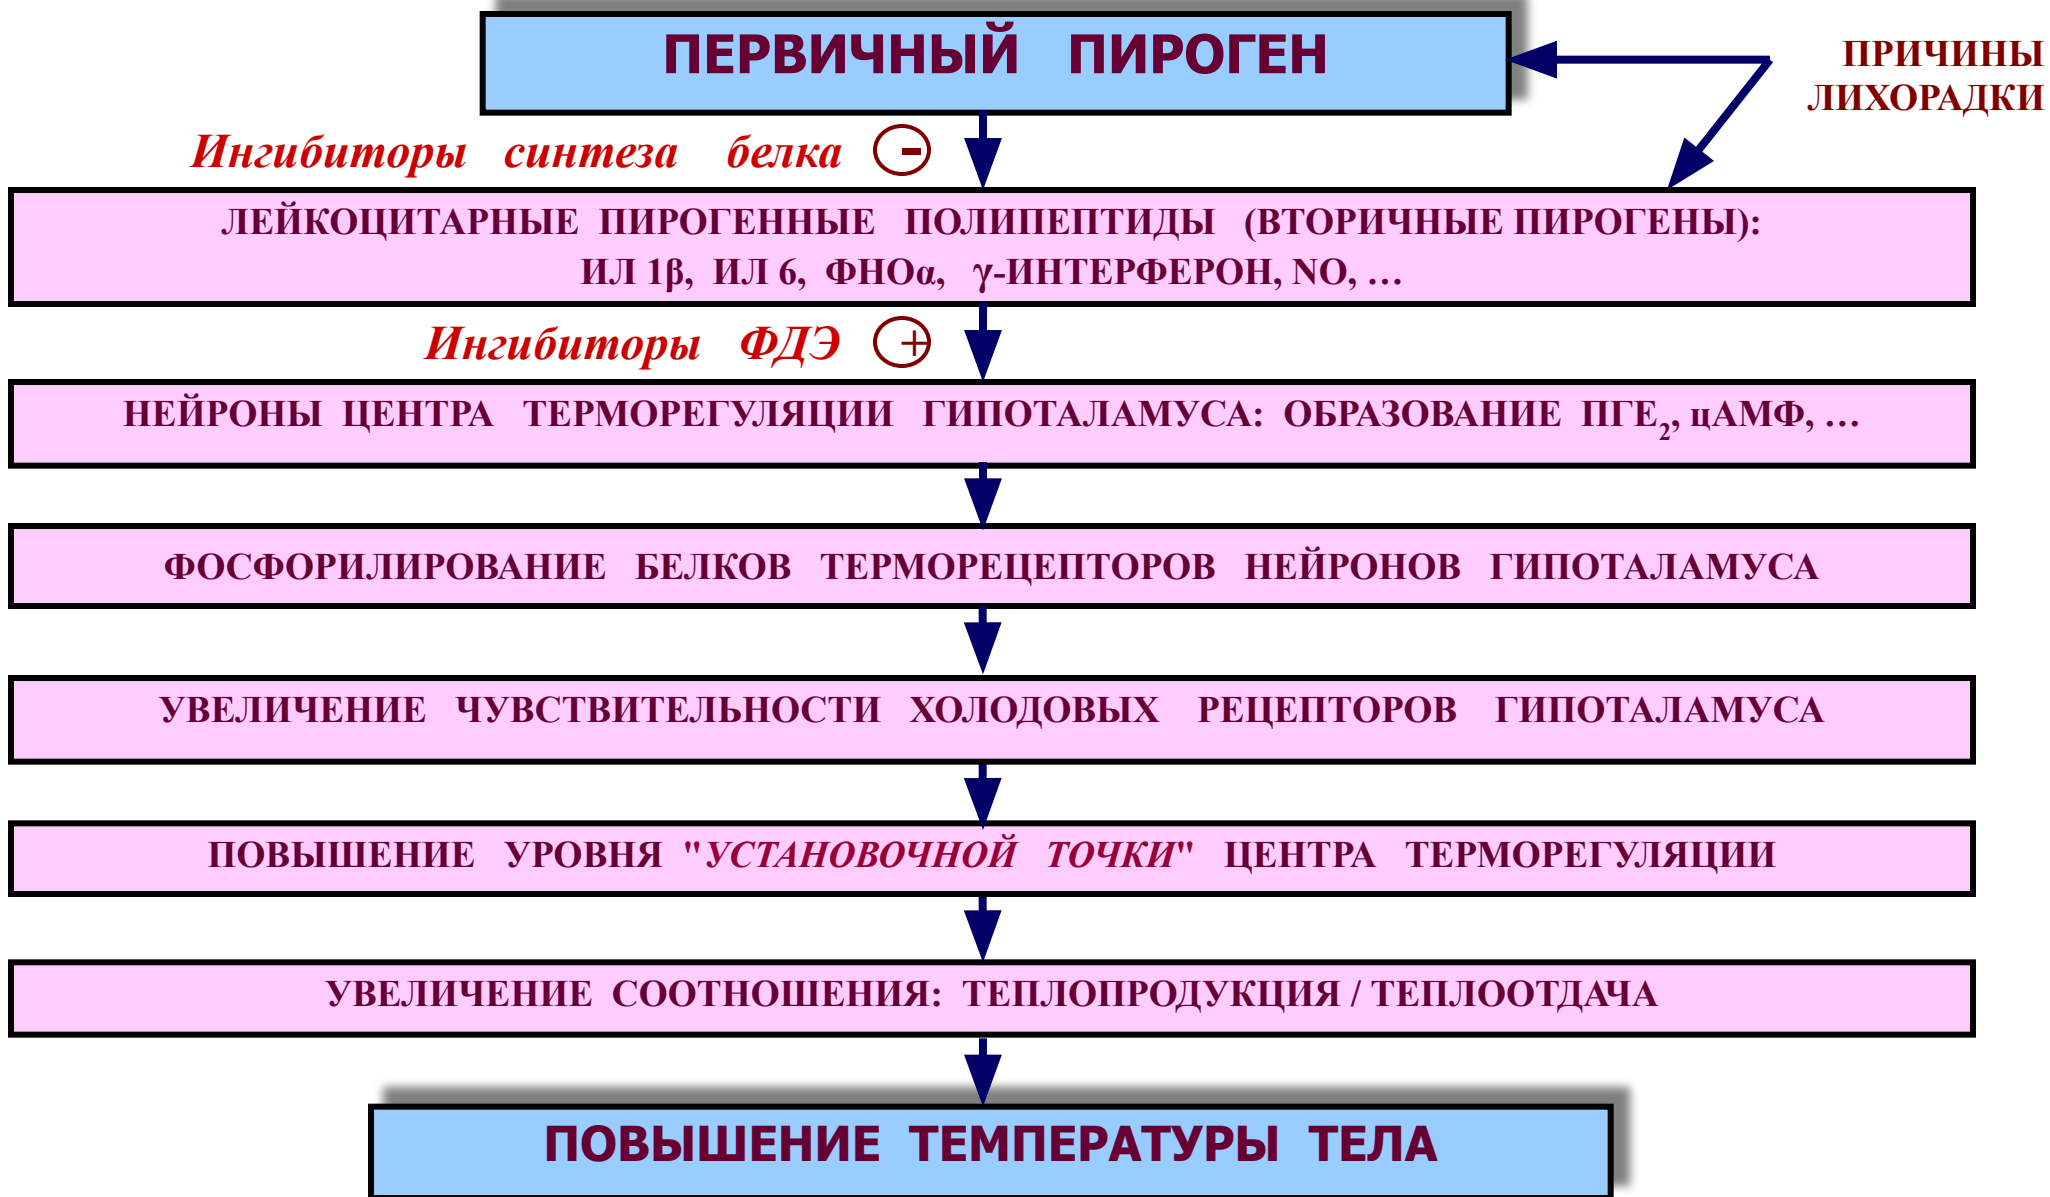 ПЕРВИЧНЫЙ ПИРОГЕН
ПРИЧИНЫ
ЛИХОРАДКИ
Ингибиторы синтеза белка -
ЛЕЙКОЦИТАРНЫЕ ПИРОГЕННЫЕ ПОЛИПЕПТИДЫ (ВТОРИЧНЫЕ ПИРОГЕНЫ):
ИЛ 1β, ИЛ 6, ФНОα, γ-ИНТЕРФЕРОН, NO, …
Ингибиторы ФДЭ +
НЕЙРОНЫ ЦЕНТРА ТЕРМОРЕГУЛЯЦИИ ГИПОТАЛАМУСА: ОБРАЗОВАНИЕ ПГЕ₂, цАМФ, …
ФОСФОРИЛИРОВАНИЕ БЕЛКОВ ТЕРМОРЕЦЕПТОРОВ НЕЙРОНОВ ГИПОТАЛАМУСА
УВЕЛИЧЕНИЕ ЧУВСТВИТЕЛЬНОСТИ ХОЛОДОВЫХ РЕЦЕПТОРОВ ГИПОТАЛАМУСА
ПОВЫШЕНИЕ УРОВНЯ "УСТАНОВОЧНОЙ ТОЧКИ" ЦЕНТРА ТЕРМОРЕГУЛЯЦИИ
УВЕЛИЧЕНИЕ СООТНОШЕНИЯ: ТЕПЛОПРОДУКЦИЯ / ТЕПЛООТДАЧА
ПОВЫШЕНИЕ ТЕМПЕРАТУРЫ ТЕЛА